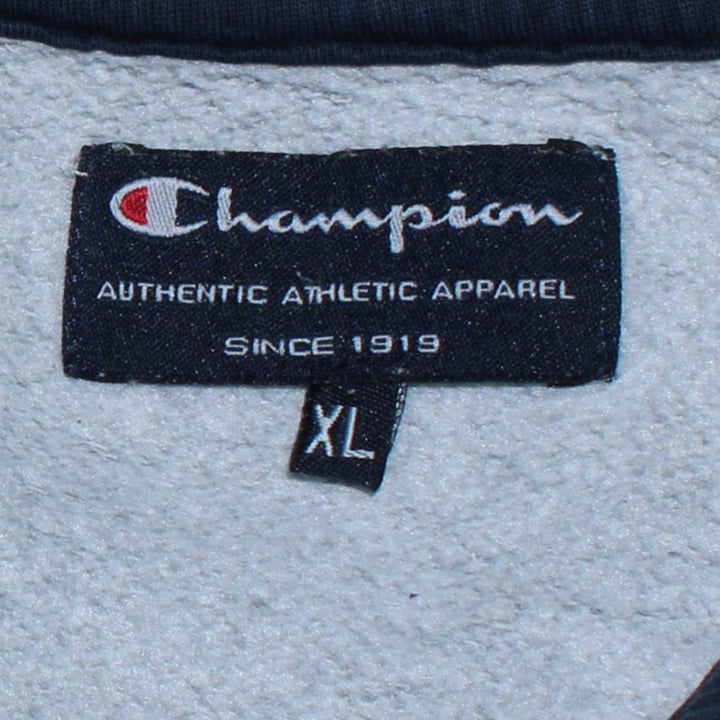 Champion
AUTHENTIC ATHLETIC APPAREL
SINCE 1919
XL